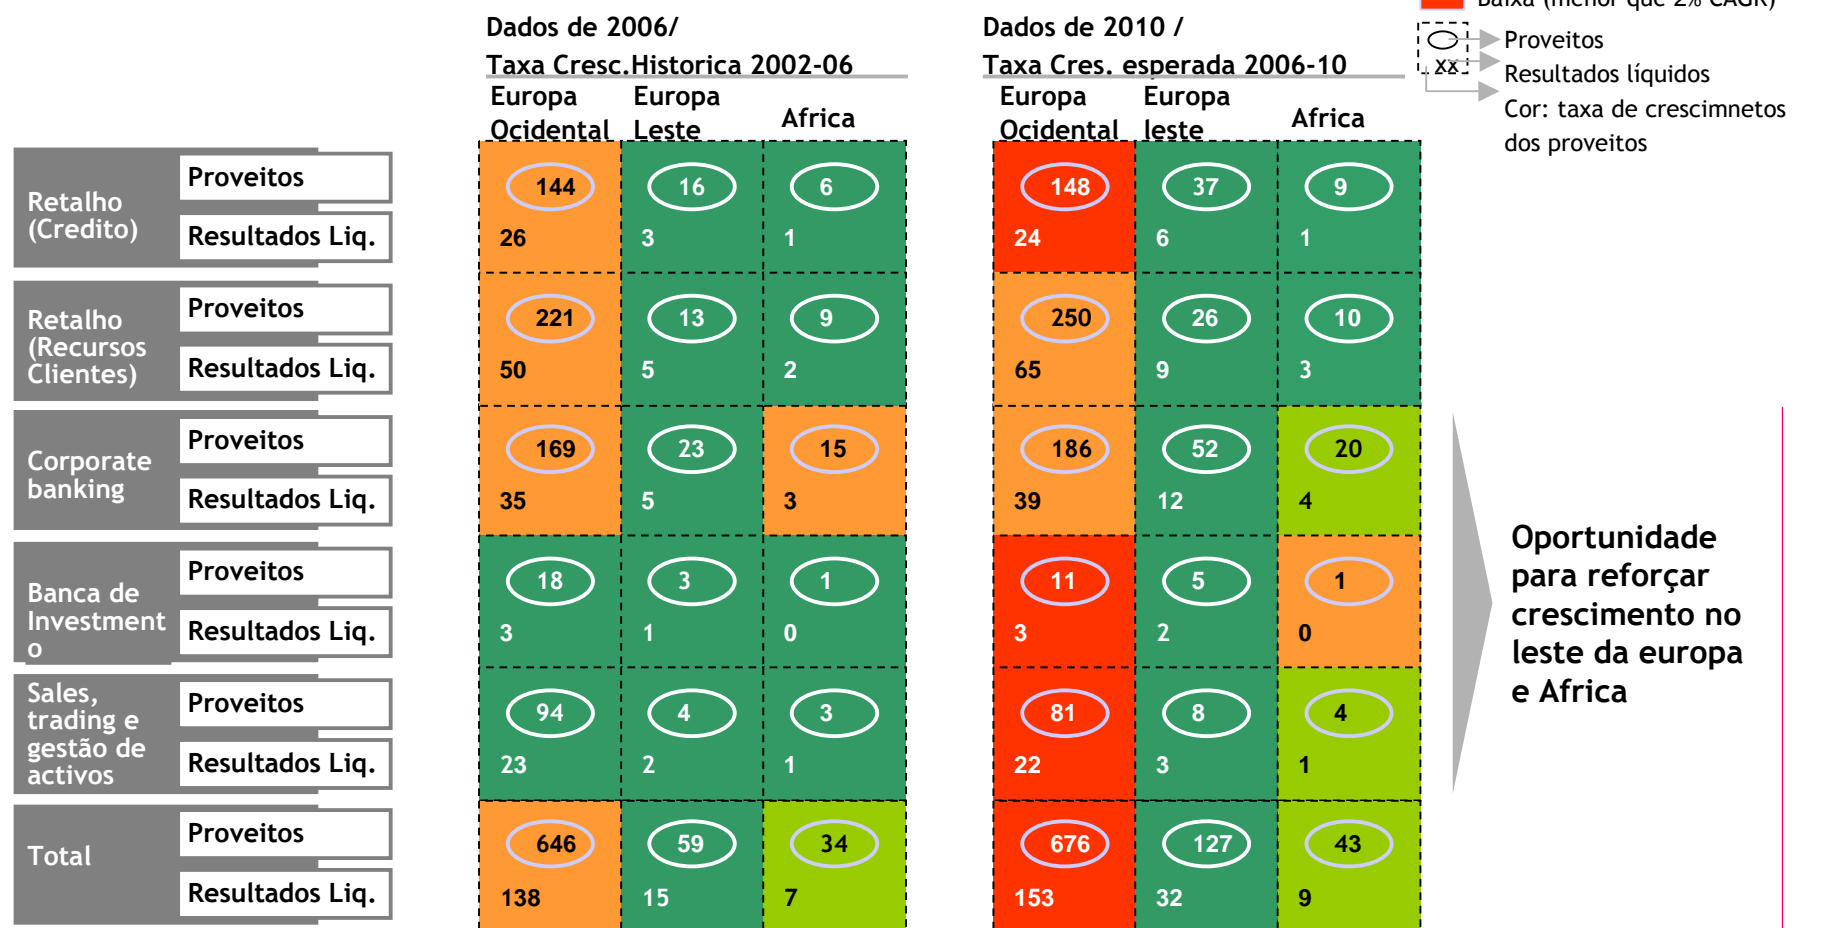 Baixa (menor que 2% CAGR)
Proveitos
xx
Resultados líquidos
Cor: taxa de crescimnetos
dos proveitos
Dados de 2006/
Taxa Cresc.Historica 2002-06
Dados de 2010 /
Taxa Cres. esperada 2006-10
Europa
Ocidental
Europa
Leste
Africa
Europa
Ocidental
Europa
leste
Africa
Retalho
(Credito)
Proveitos
144 16 6 148 37 9
Resultados Liq.
26 3 1 24 6 1
Retalho
(Recursos
Clientes)
Proveitos
221 13 9 250 26 10
Resultados Liq.
50 5 2 65 9 3
Corporate
banking
Proveitos
169 23 15 186 52 20
Resultados Liq.
35 5 3 39 12 4
Banca de
Investment
o
Proveitos
18 3 1 11 5 1
Resultados Liq.
3 1 0 3 2 0
Sales,
trading e
gestão de
activos
Proveitos
94 4 3 81 8 4
Resultados Liq.
23 2 1 22 3 1
Total
Proveitos
646 59 34 676 127 43
Resultados Liq.
138 15 7 153 32 9
Oportunidade
para reforçar
crescimento no
leste da europa
e Africa